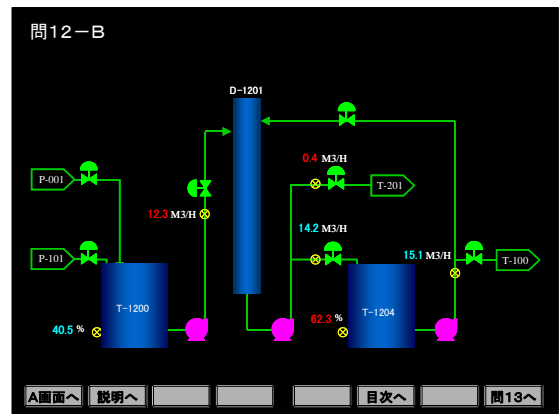 問12－B
D-1201
P-001
0.4 M3/H
T-201
12.3 M3/H
14.2
M3/H
P-101
15.1 M3/H
T-100
T-1200
T-1204
40.5 %
62.3 %
A画面へ 説明へ 目次へ 問13へ